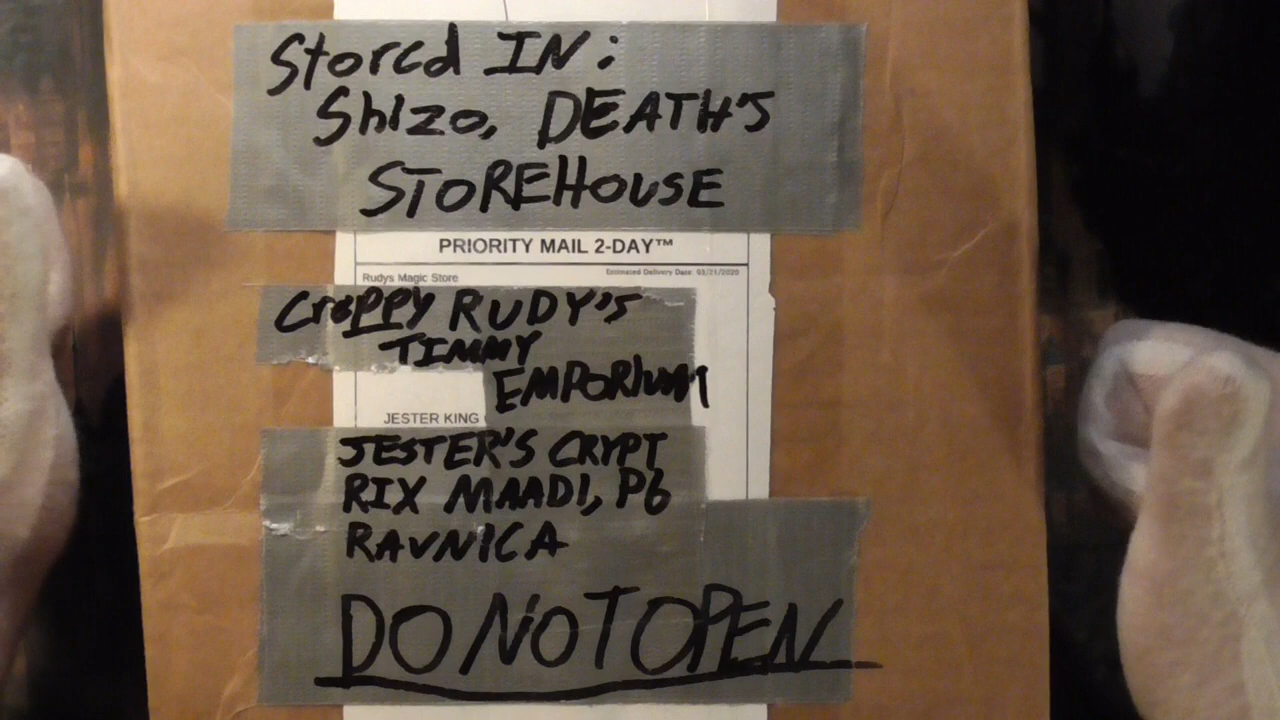 Stored IN:
ShIzo, DEATH'S
STOREHOUSE
PRIORITY MAIL 2-DAY™
Estimated Delivery Date: 03/21/2020
Rudys Magic Store
CrePPY RUDY'S
TIMMY
EMPORIUM
JESTER KING
JESTER'S CRYPT
RIX MAADI, P6
RAVNICA
DO NOT OPEN